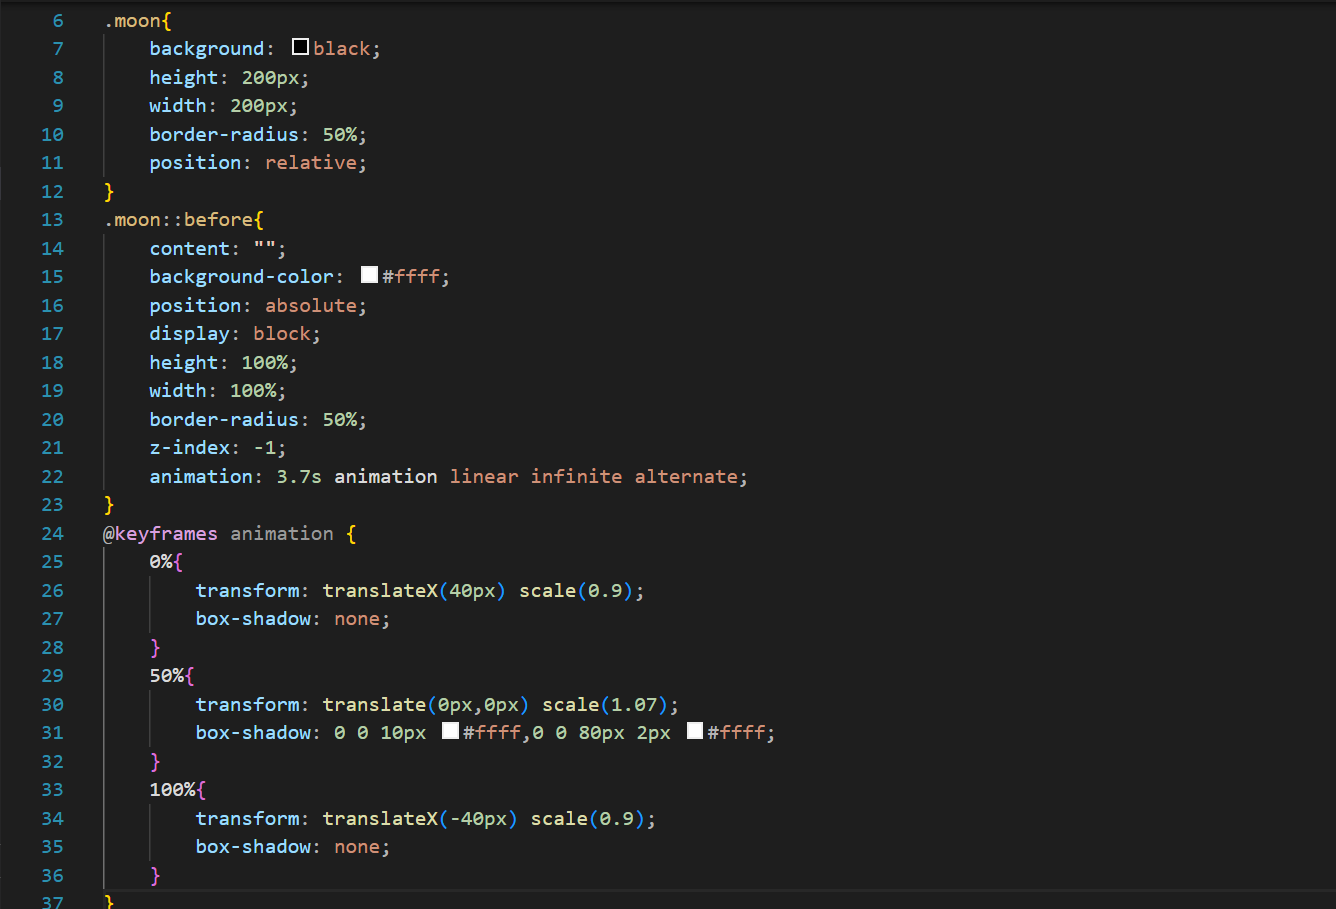 6 .moon{
7 background: black;
8 height: 200px;
9 width: 200px;
10 border-radius: 50%;
11 position: relative;
12 }
13 .moon::before{
14 content: "";
15 background-color: #ffff;
16 position: absolute;
17 display: block;
18 height: 100%;
19 width: 100%;
20 border-radius: 50%;
21 z-index: -1;
22 animation: 3.7s animation linear infinite alternate;
23 }
24 @keyframes animation {
25 0%{
26 transform: translateX(40px) scale(0.9);
27 box-shadow: none;
28 }
29 50%{
30 transform: translate(0px,0px) scale(1.07);
31 box-shadow: 0 0 10px #ffff,0 0 80px 2px #ffff;
32 }
33 100%{
34 transform: translateX(-40px) scale(0.9);
35 box-shadow: none;
36 }
37 }